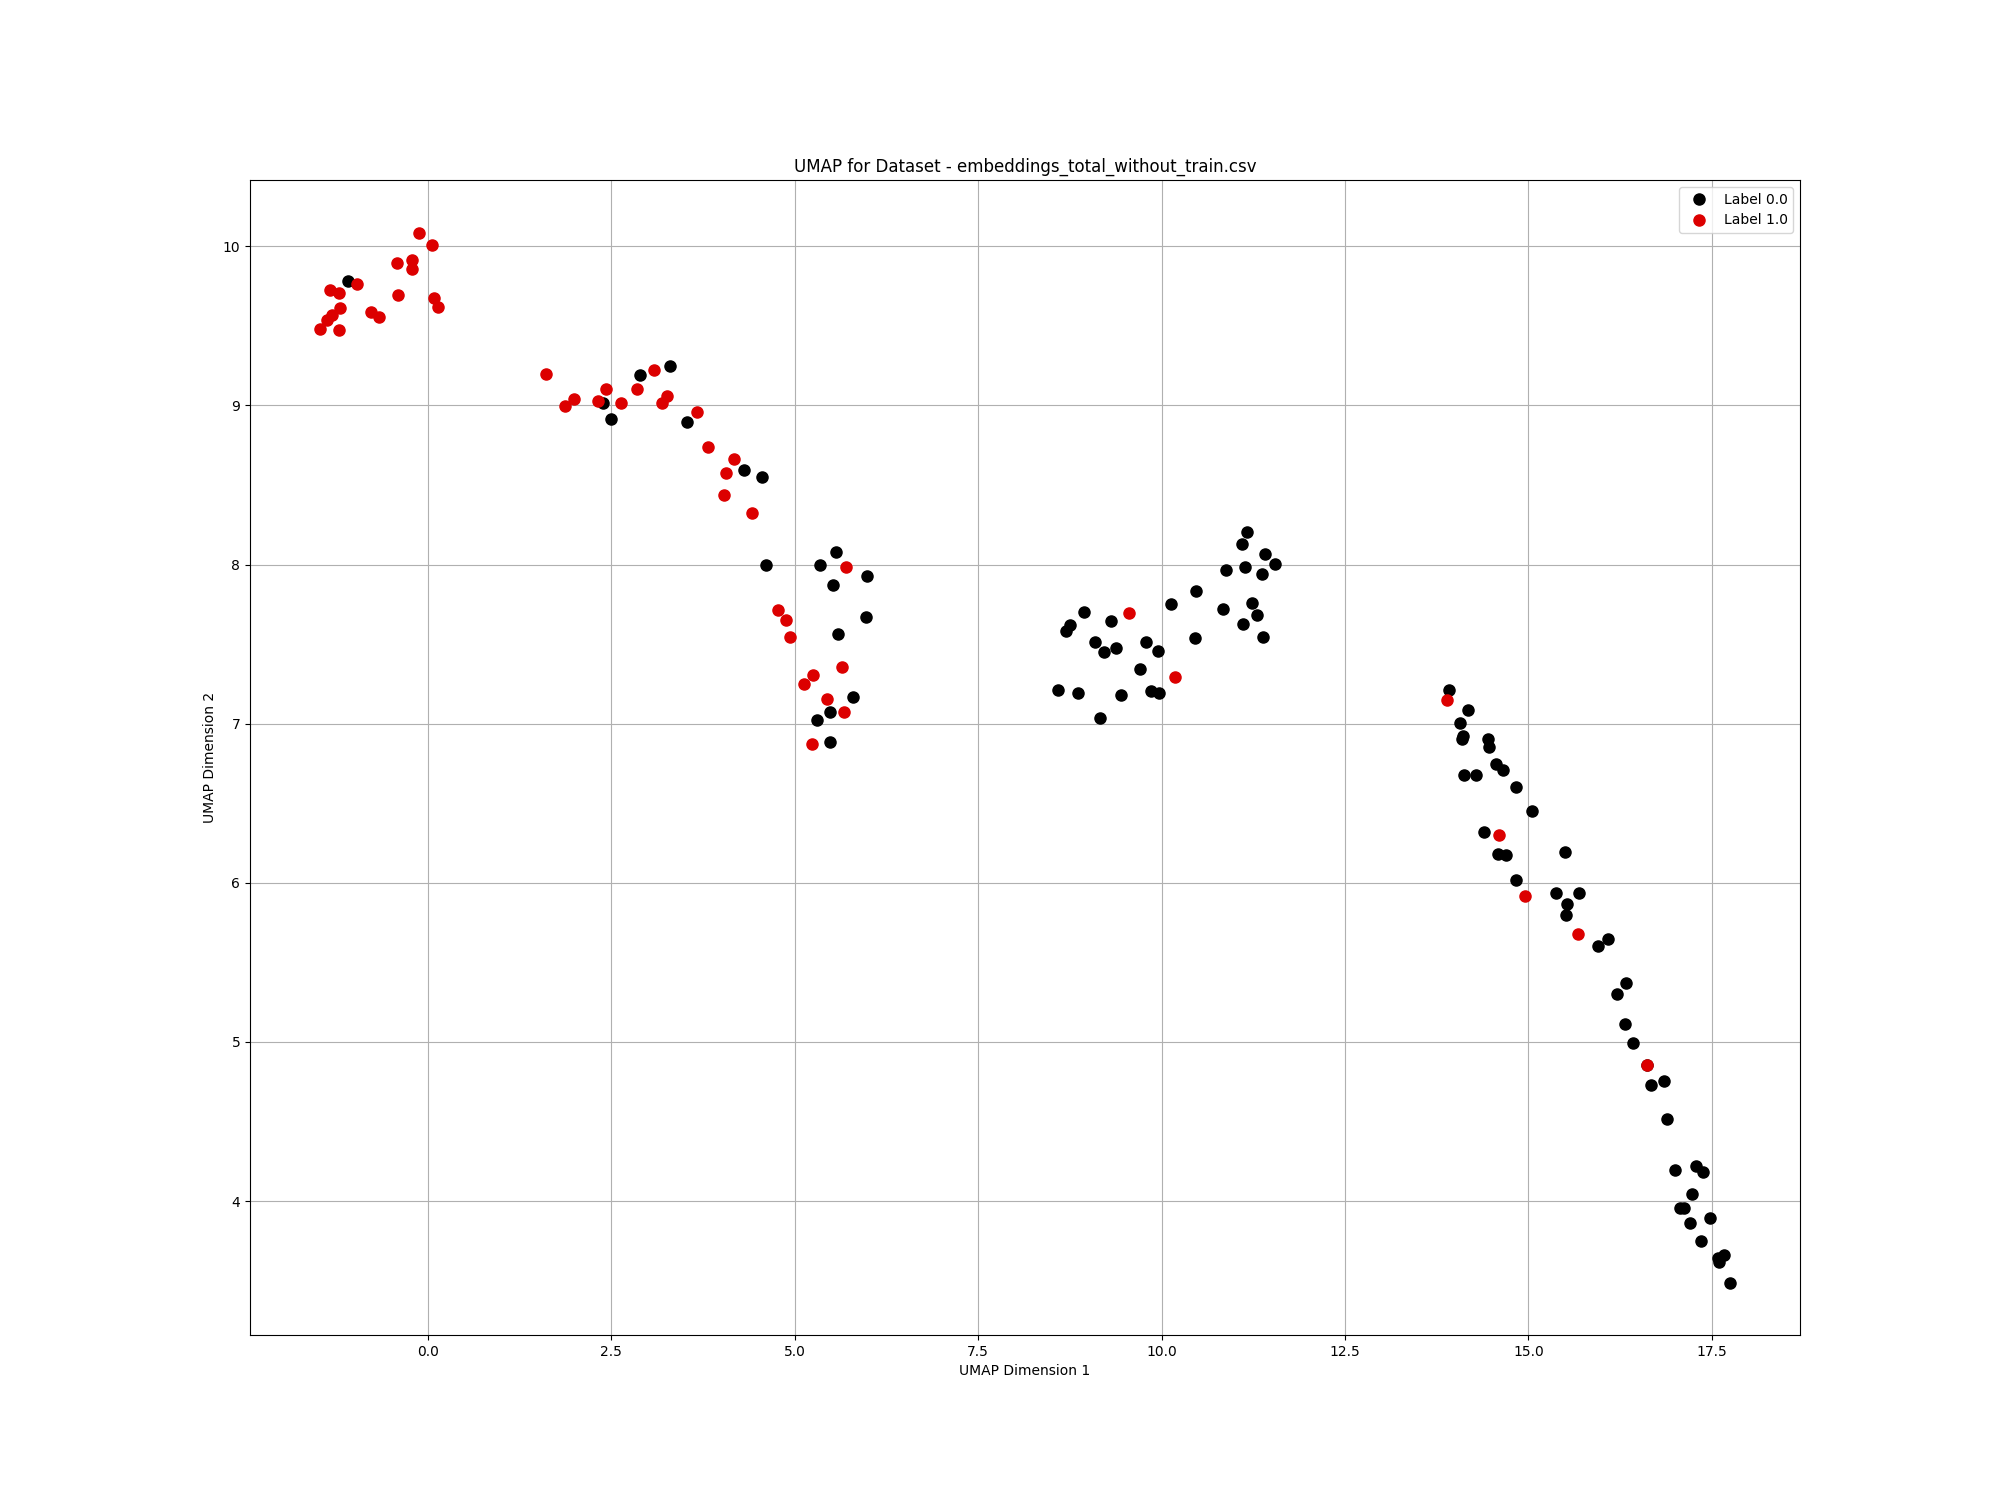 UMAP for Dataset - embeddings_total_without_train.csv
Label 0.0
Label 1.0
10
9
8
7
6
5
4
UMAP Dimension 2
0.0 2.5 5.0 7.5 10.0 12.5 15.0 17.5
UMAP Dimension 1